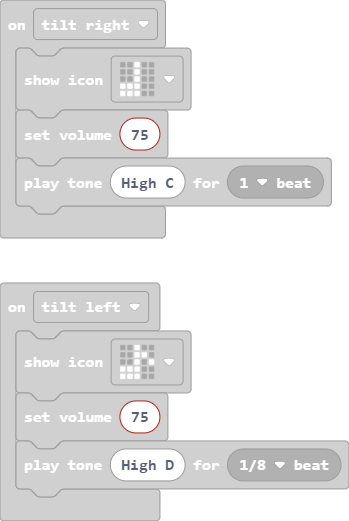 on tilt right
show icon
set volume 75
play tone High C for 1 beat
on tilt left
show icon
set volume 75
play tone High D for 1/8 beat